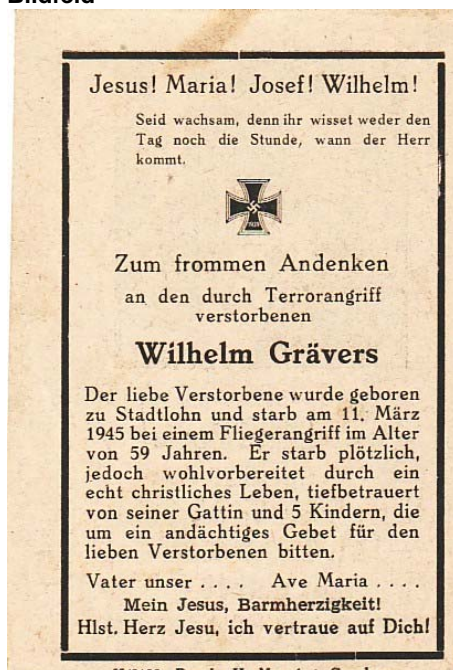 Jesus! Maria! Josef! Wilhelm!
Seid wachsam, denn ihr wisset weder den
Tag noch die Stunde, wann der Herr
kommt.
Zum frommen Andenken
an den durch Terrorangriff
verstorbenen
Wilhelm Grävers
Der liebe Verstorbene wurde geboren
zu Stadtlohn und starb am 11. März
1945 bei einem Fliegerangriff im Alter
von 59 Jahren. Er starb plötzlich,
jedoch wohlvorbereitet durch ein
echt christliches Leben, tiefbetrauert
von seiner Gattin und 5 Kindern, die
um ein andächtiges Gebet für den
lieben Verstorbenen bitten.
Vater unser . . . . Ave Maria . . . .
Mein Jesus, Barmherzigkeit!
Hlst. Herz Jesu, ich vertraue auf Dich!